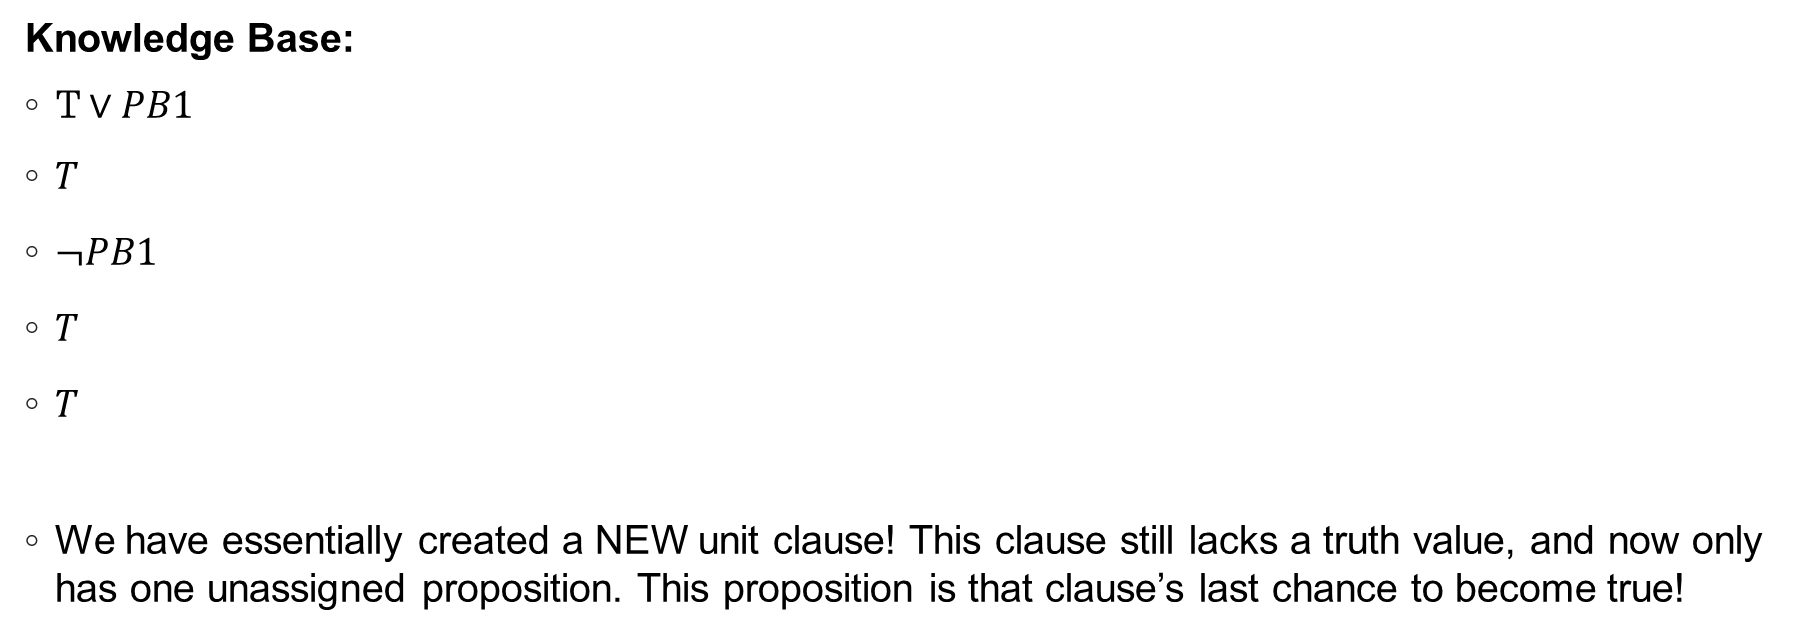 Knowledge Base:
◦ T ∨ PB1
◦ T
◦ ¬PB1
◦ T
◦ T
◦ We have essentially created a NEW unit clause! This clause still lacks a truth value, and now only
has one unassigned proposition. This proposition is that clause’s last chance to become true!